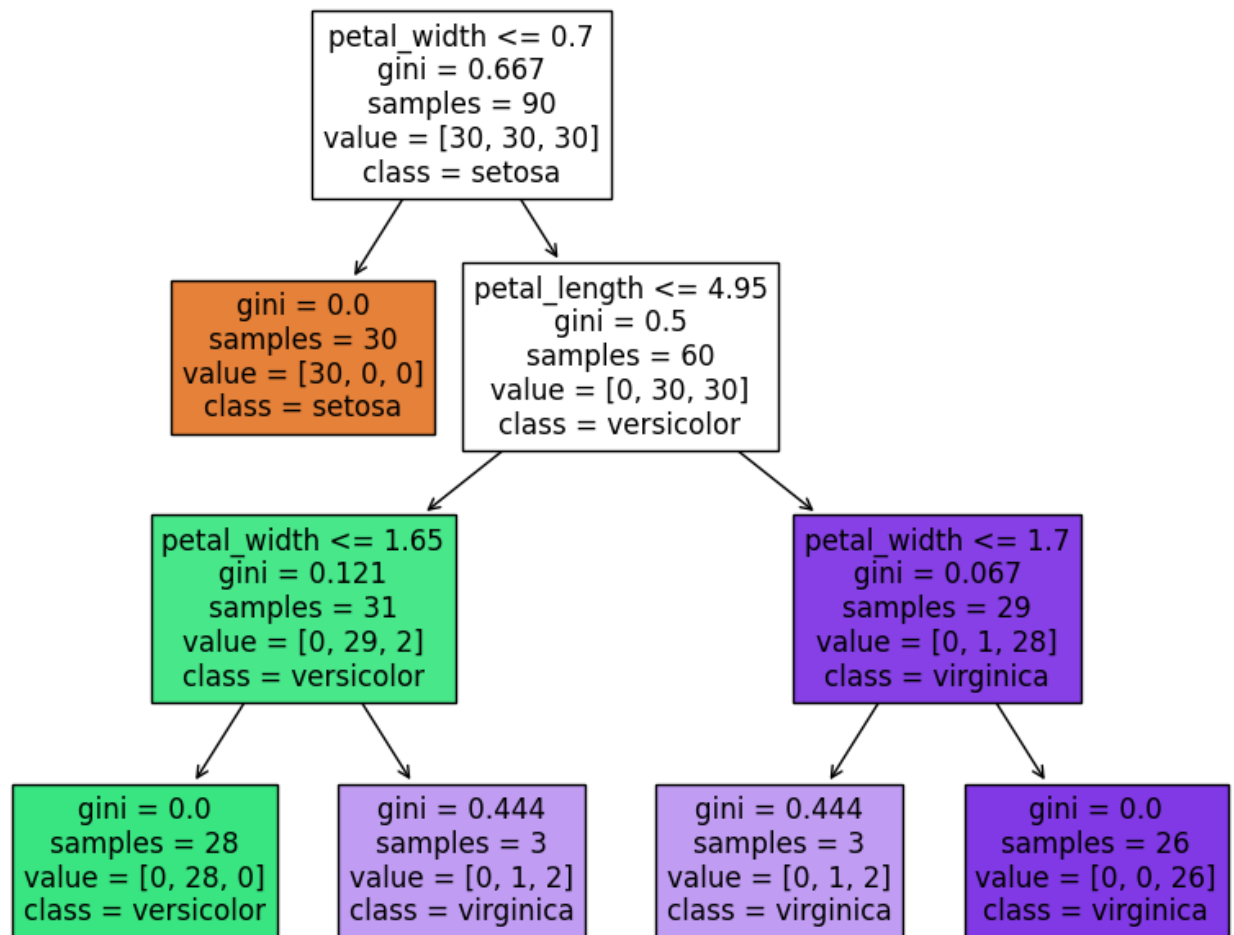 petal_width <= 0.7
gini = 0.667
samples = 90
value = [30, 30, 30]
class = setosa
gini = 0.0
samples = 30
value = [30, 0, 0]
class = setosa
petal_length <= 4.95
gini = 0.5
samples = 60
value = [0, 30, 30]
class = versicolor
petal_width <= 1.65
gini = 0.121
samples = 31
value = [0, 29, 2]
class = versicolor
petal_width <= 1.7
gini = 0.067
samples = 29
value = [0, 1, 28]
class = virginica
gini = 0.0
samples = 28
value = [0, 28, 0]
class = versicolor
gini = 0.444
samples = 3
value = [0, 1, 2]
class = virginica
gini = 0.444
samples = 3
value = [0, 1, 2]
class = virginica
gini = 0.0
samples = 26
value = [0, 0, 26]
class = virginica